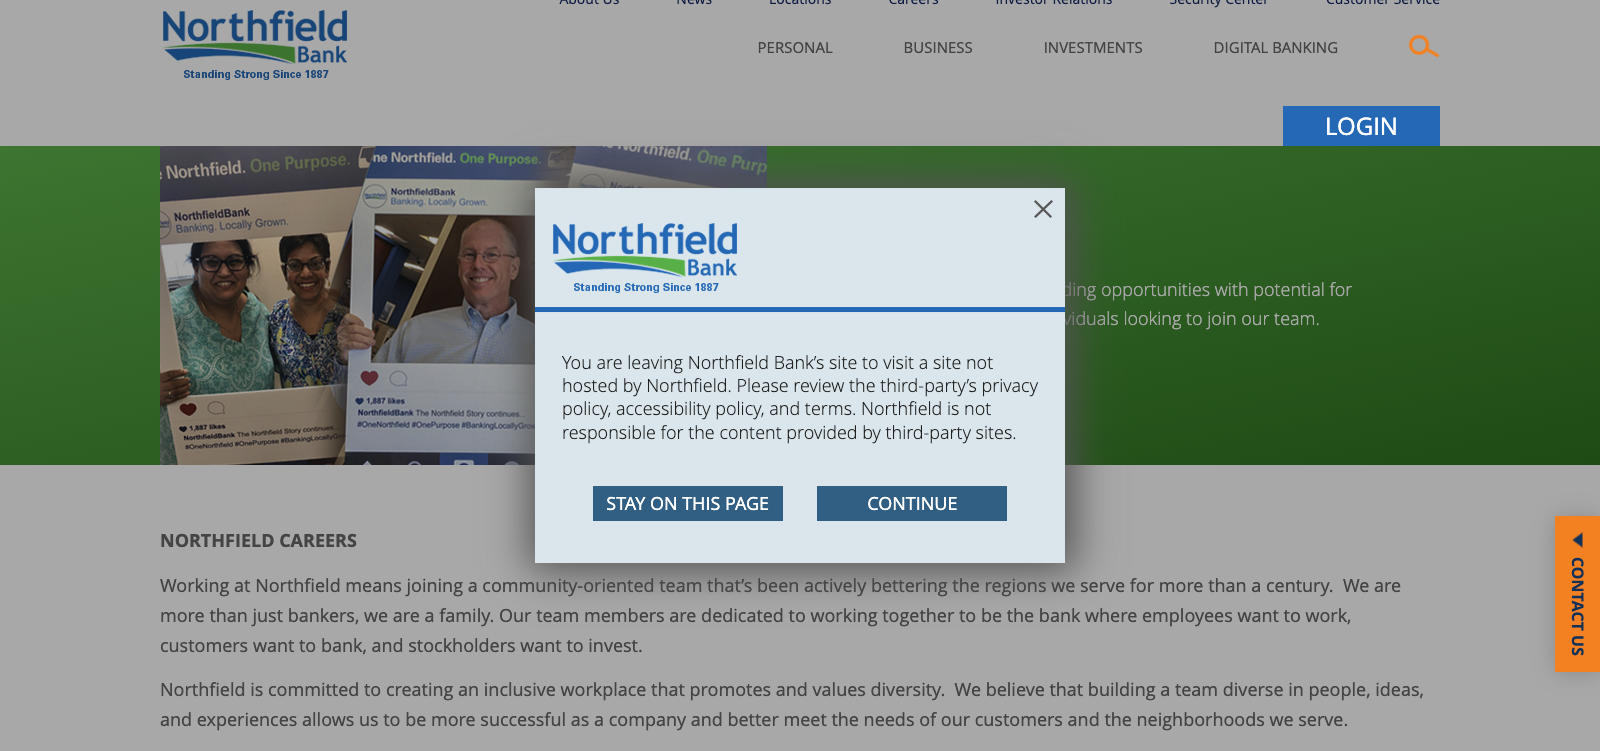 About Us News Locations Careers Investor Relations Security Center Customer Service
Northfield
Bank
Standing Strong Since 1887
PERSONAL BUSINESS INVESTMENTS DIGITAL BANKING
LOGIN
One Purpose.
ne Northfield. One Purpose.
Northfield. One Purp
NorthfieldBank
Banking. Locally Grown.
NorthfieldBank
Banking. Locally Grown.
1,887 likes
NorthfieldBank The Northfield Story continues..
#OneNorthfield #OnePurpose #BankingLocallyGrow
1,887 likes
NorthfieldBank The Northfield Story continues..
#OneNorthfield #OnePurpose #BankingLocallyGrow
ding opportunities with potential for
viduals looking to join our team.
Northfield
Bank
Standing Strong Since 1887
You are leaving Northfield Bank’s site to visit a site not
hosted by Northfield. Please review the third-party’s privacy
policy, accessibility policy, and terms. Northfield is not
responsible for the content provided by third-party sites.
STAY ON THIS PAGE CONTINUE
CONTACT US
NORTHFIELD CAREERS
Working at Northfield means joining a community-oriented team that’s been actively bettering the regions we serve for more than a century. We are
more than just bankers, we are a family. Our team members are dedicated to working together to be the bank where employees want to work,
customers want to bank, and stockholders want to invest.
Northfield is committed to creating an inclusive workplace that promotes and values diversity. We believe that building a team diverse in people, ideas,
and experiences allows us to be more successful as a company and better meet the needs of our customers and the neighborhoods we serve.